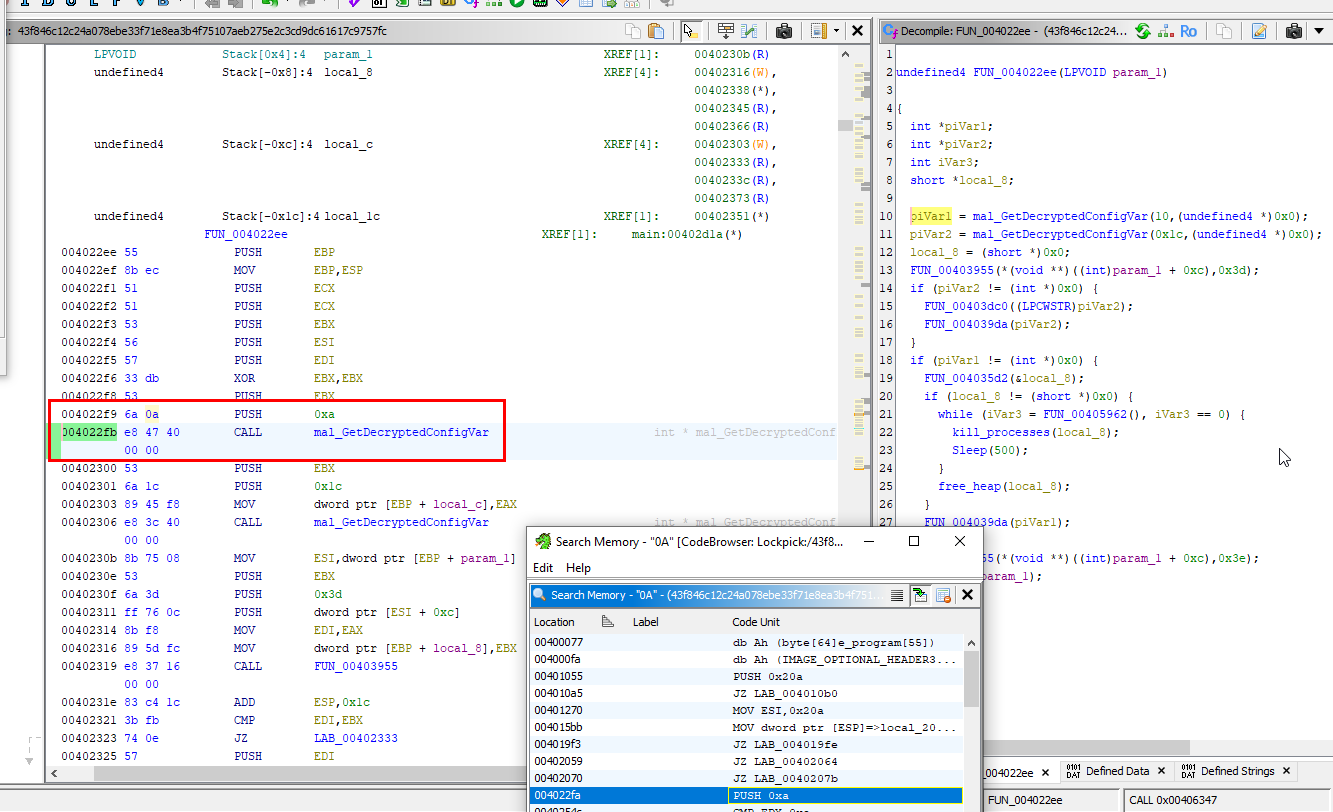 : 43f846c12c24a078ebe33f71e8ea3b4f75107aeb275e2c3cd9dc61617c9757fc
LPVOID Stack[0x4]:4 param_1 XREF[1]: 0040230b(R)
undefined4 Stack[-0x8]:4 local_8 XREF[4]: 00402316(W),
00402338(*),
00402345(R),
00402366(R)
undefined4 Stack[-0xc]:4 local_c XREF[4]: 00402303(W),
00402333(R),
0040233c(R),
00402373(R)
undefined4 Stack[-0x1c]:4 local_1c XREF[1]: 00402351(*)
FUN_004022ee XREF[1]: main:00402d1a(*)
004022ee 55 PUSH EBP
004022ef 8b ec MOV EBP,ESP
004022f1 51 PUSH ECX
004022f2 51 PUSH ECX
004022f3 53 PUSH EBX
004022f4 56 PUSH ESI
004022f5 57 PUSH EDI
004022f6 33 db XOR EBX,EBX
004022f8 53 PUSH EBX
004022f9 6a 0a PUSH 0xa
004022fb e8 47 40 CALL mal_GetDecryptedConfigVar int * mal_GetDecryptedConf
00 00
00402300 53 PUSH EBX
00402301 6a 1c PUSH 0x1c
00402303 89 45 f8 MOV dword ptr [EBP + local_c],EAX
00402306 e8 3c 40 CALL mal_GetDecryptedConfigVar int * mal_GetDecryptedConf
00 00
0040230b 8b 75 08 MOV ESI,dword ptr [EBP + param_1]
0040230e 53 PUSH EBX
0040230f 6a 3d PUSH 0x3d
00402311 ff 76 0c PUSH dword ptr [ESI + 0xc]
00402314 8b f8 MOV EDI,EAX
00402316 89 5d fc MOV dword ptr [EBP + local_8],EBX
00402319 e8 37 16 CALL FUN_00403955
00 00
0040231e 83 c4 1c ADD ESP,0x1c
00402321 3b fb CMP EDI,EBX
00402323 74 0e JZ LAB_00402333
00402325 57 PUSH EDI
Decompile: FUN_004022ee - (43f846c12c24...
Ro
1
2 undefined4 FUN_004022ee(LPVOID param_1)
3
4 {
5 int *piVar1;
6 int *piVar2;
7 int iVar3;
8 short *local_8;
9
10 piVar1 = mal_GetDecryptedConfigVar(10,(undefined4 *)0x0);
11 piVar2 = mal_GetDecryptedConfigVar(0x1c,(undefined4 *)0x0);
12 local_8 = (short *)0x0;
13 FUN_00403955(*(void **)((int)param_1 + 0xc),0x3d);
14 if (piVar2 != (int *)0x0) {
15 FUN_00403dc0((LPCWSTR)piVar2);
16 FUN_004039da(piVar2);
17 }
18 if (piVar1 != (int *)0x0) {
19 FUN_004035d2(&local_8);
20 if (local_8 != (short *)0x0) {
21 while (iVar3 = FUN_00405962(), iVar3 == 0) {
22 kill_processes(local_8);
23 Sleep(500);
24 }
25 free_heap(local_8);
26 }
27 FUN_004039da(piVar1);
55(*(void **)((int)param_1 + 0xc),0x3e);
param_1);
Search Memory - "0A" [CodeBrowser: Lockpick:/43f8...
Edit Help
Search Memory - "0A" - (43f846c12c24a078ebe33f71e8ea3b4f751...
Location Label Code Unit
00400077 db Ah (byte[64]e_program[55])
004000fa db Ah (IMAGE_OPTIONAL_HEADER3...
00401055 PUSH 0x20a
004010a5 JZ LAB_004010b0
00401270 MOV ESI,0x20a
004015bb MOV dword ptr [ESP]=>local_20...
004019f3 JZ LAB_004019fe
00402059 JZ LAB_00402064
00402070 JZ LAB_0040207b
004022fa PUSH 0xa
004022ee Defined Data Defined Strings
FUN_004022ee CALL 0x00406347